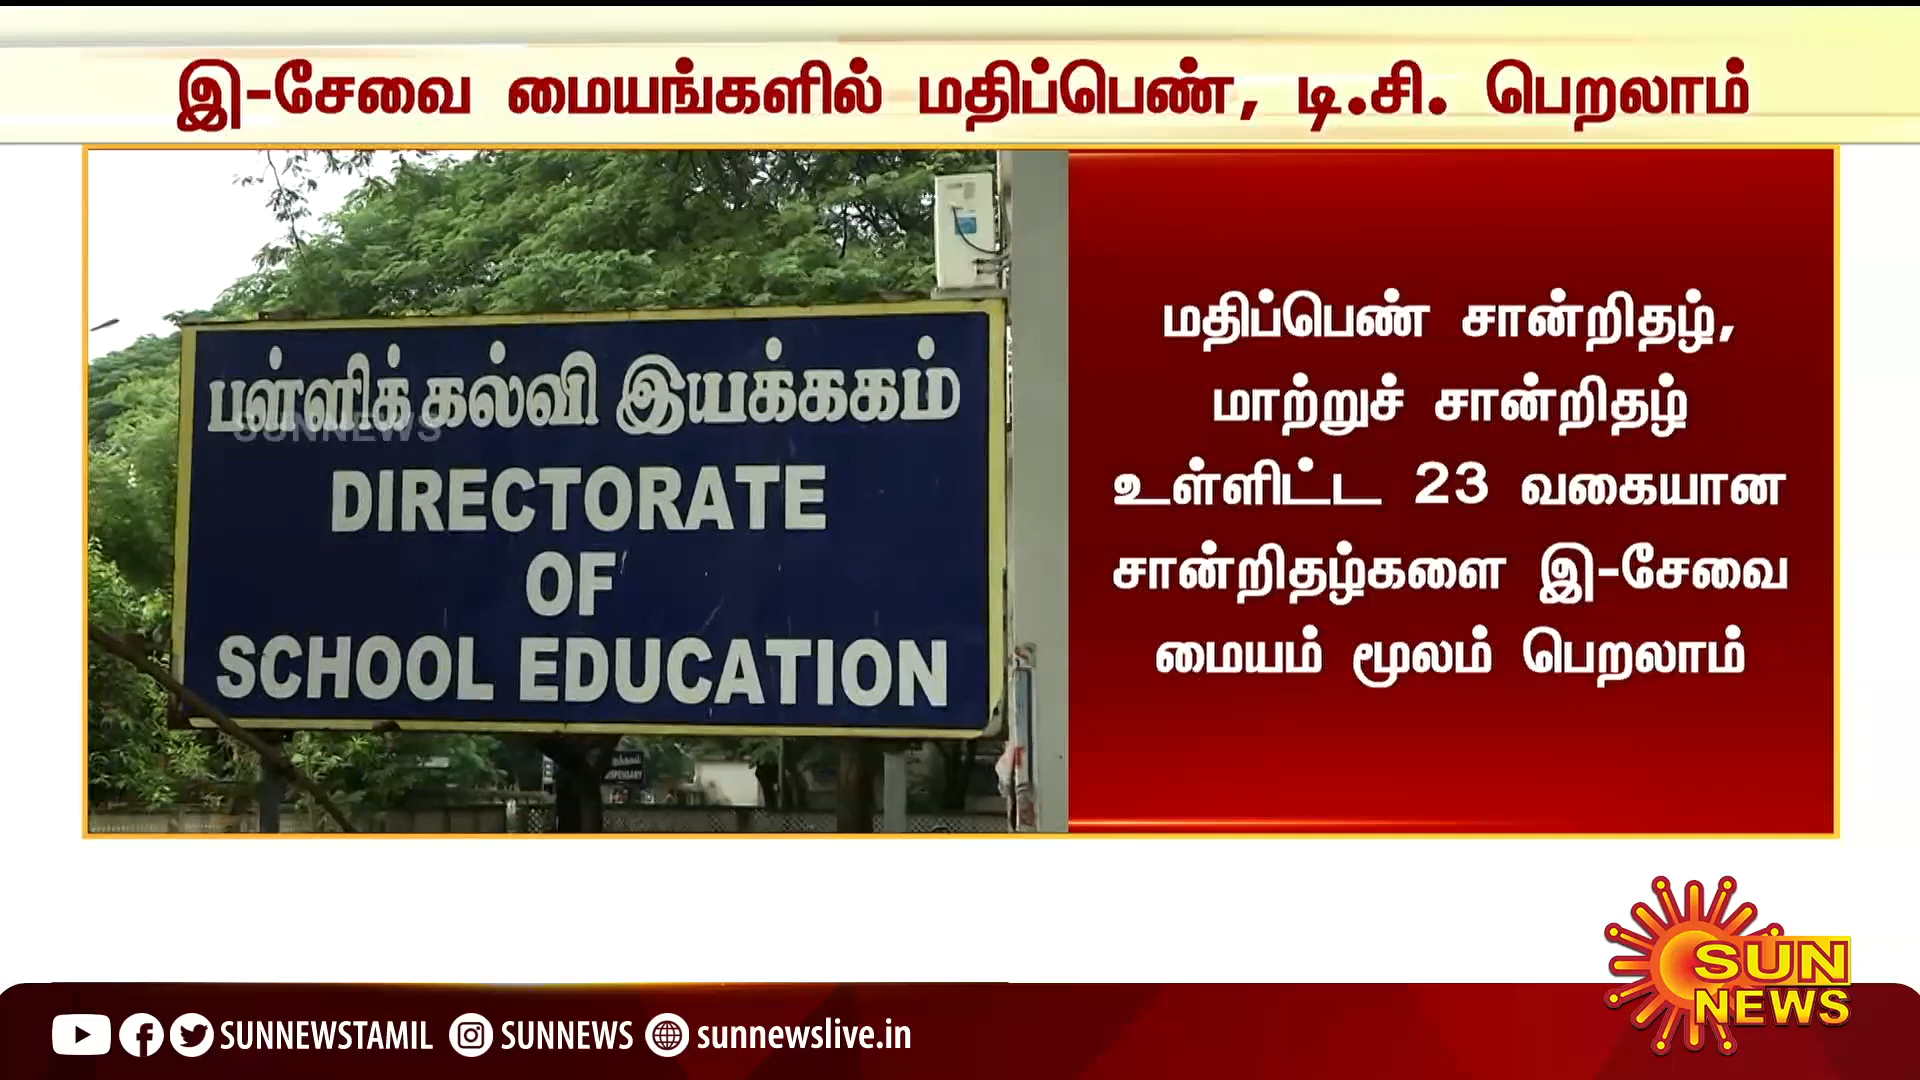 இ-சேவை மையங்களில் மதிப்பெண், டி.சி. பெறலாம்
பள்ளிக்கல்வி இயக்ககம்
SUNNEWS
DIRECTORATE
OF
SCHOOL EDUCATION
மதிப்பெண் சான்றிதழ்,
மாற்றுச் சான்றிதழ்
உள்ளிட்ட 23 வகையான
சான்றிதழ்களை இ-சேவை
மையம் மூலம் பெறலாம்
SUN
NEWS
SUNNEWSTAMIL SUNNEWS sunnewslive.in